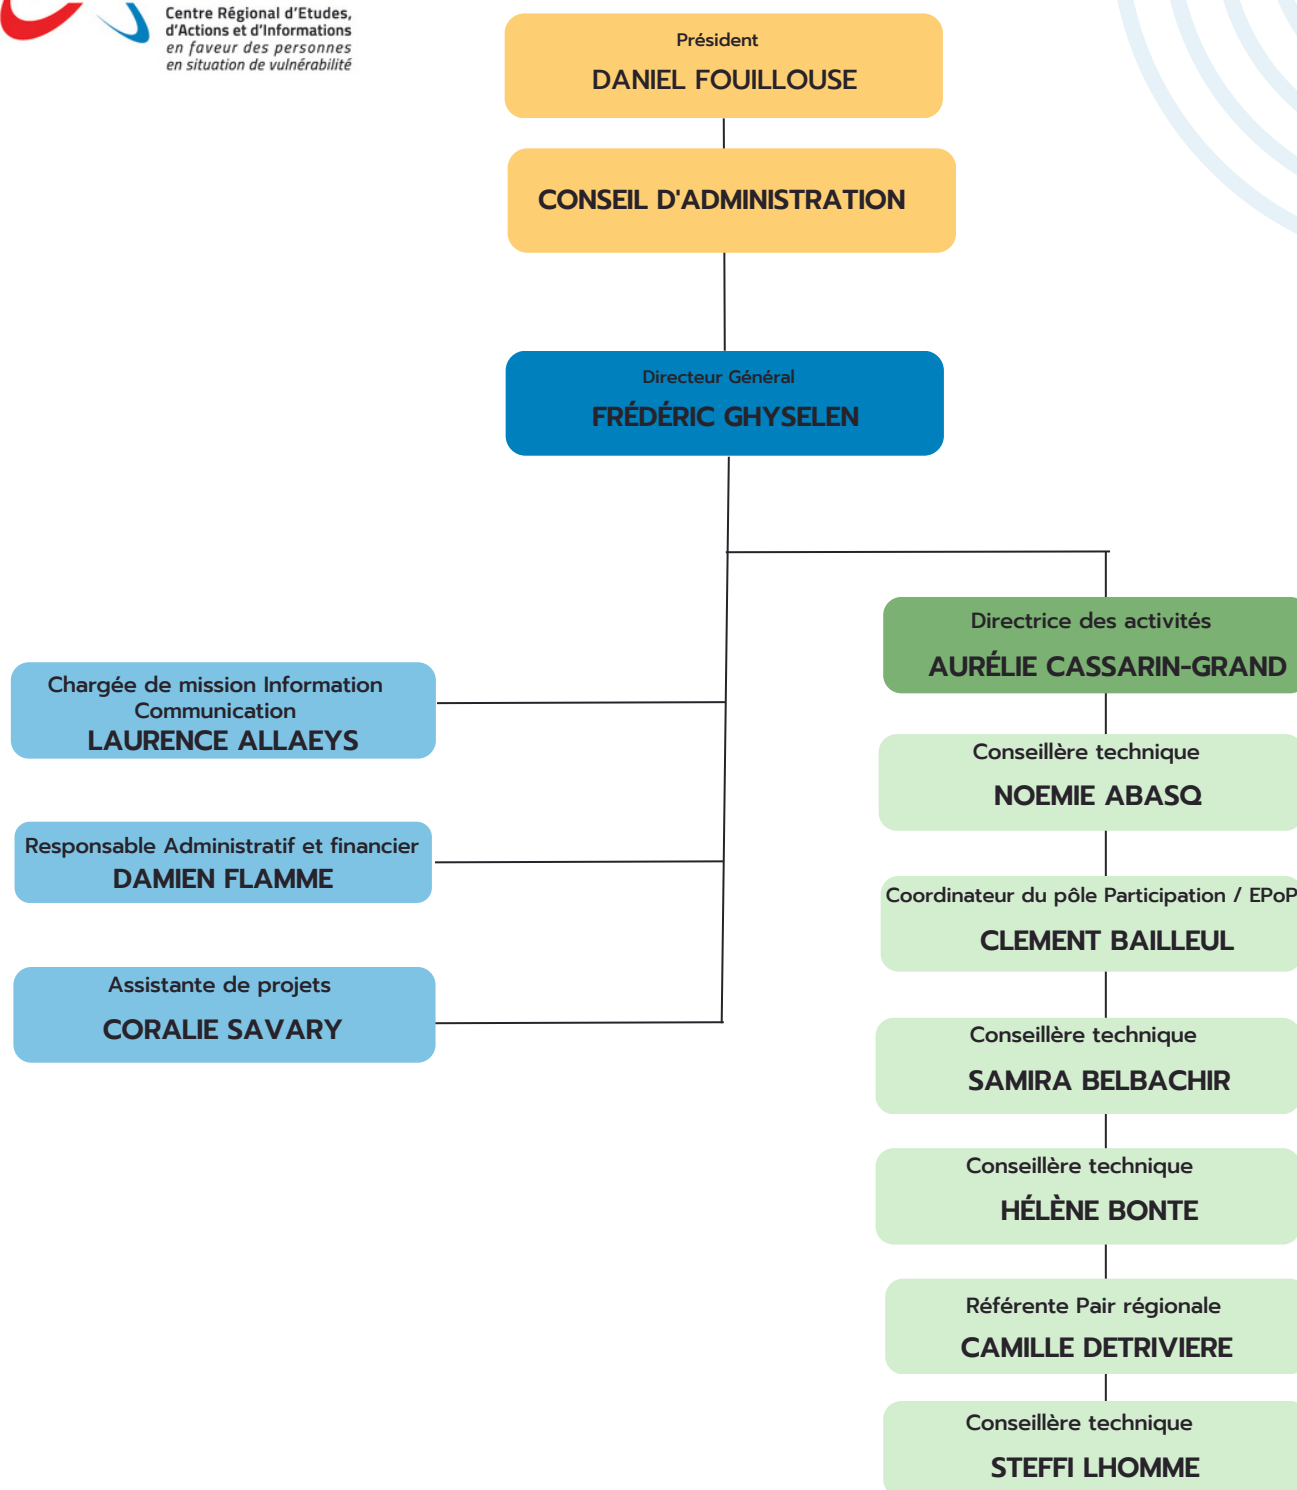 Centre Régional d'Etudes,
d'Actions et d'Informations
en faveur des personnes
en situation de vulnérabilité
Président
DANIEL FOUILLOUSE
CONSEIL D'ADMINISTRATION
Directeur Général
FRÉDÉRIC GHYSELEN
Chargée de mission Information
Communication
LAURENCE ALLAEYS
Responsable Administratif et financier
DAMIEN FLAMME
Assistante de projets
CORALIE SAVARY
Directrice des activités
AURÉLIE CASSARIN-GRAND
Conseillère technique
NOEMIE ABASQ
Coordinateur du pôle Participation / EPoP
CLEMENT BAILLEUL
Conseillère technique
SAMIRA BELBACHIR
Conseillère technique
HÉLÈNE BONTE
Référente Pair régionale
CAMILLE DETRIVIERE
Conseillère technique
STEFFI LHOMME